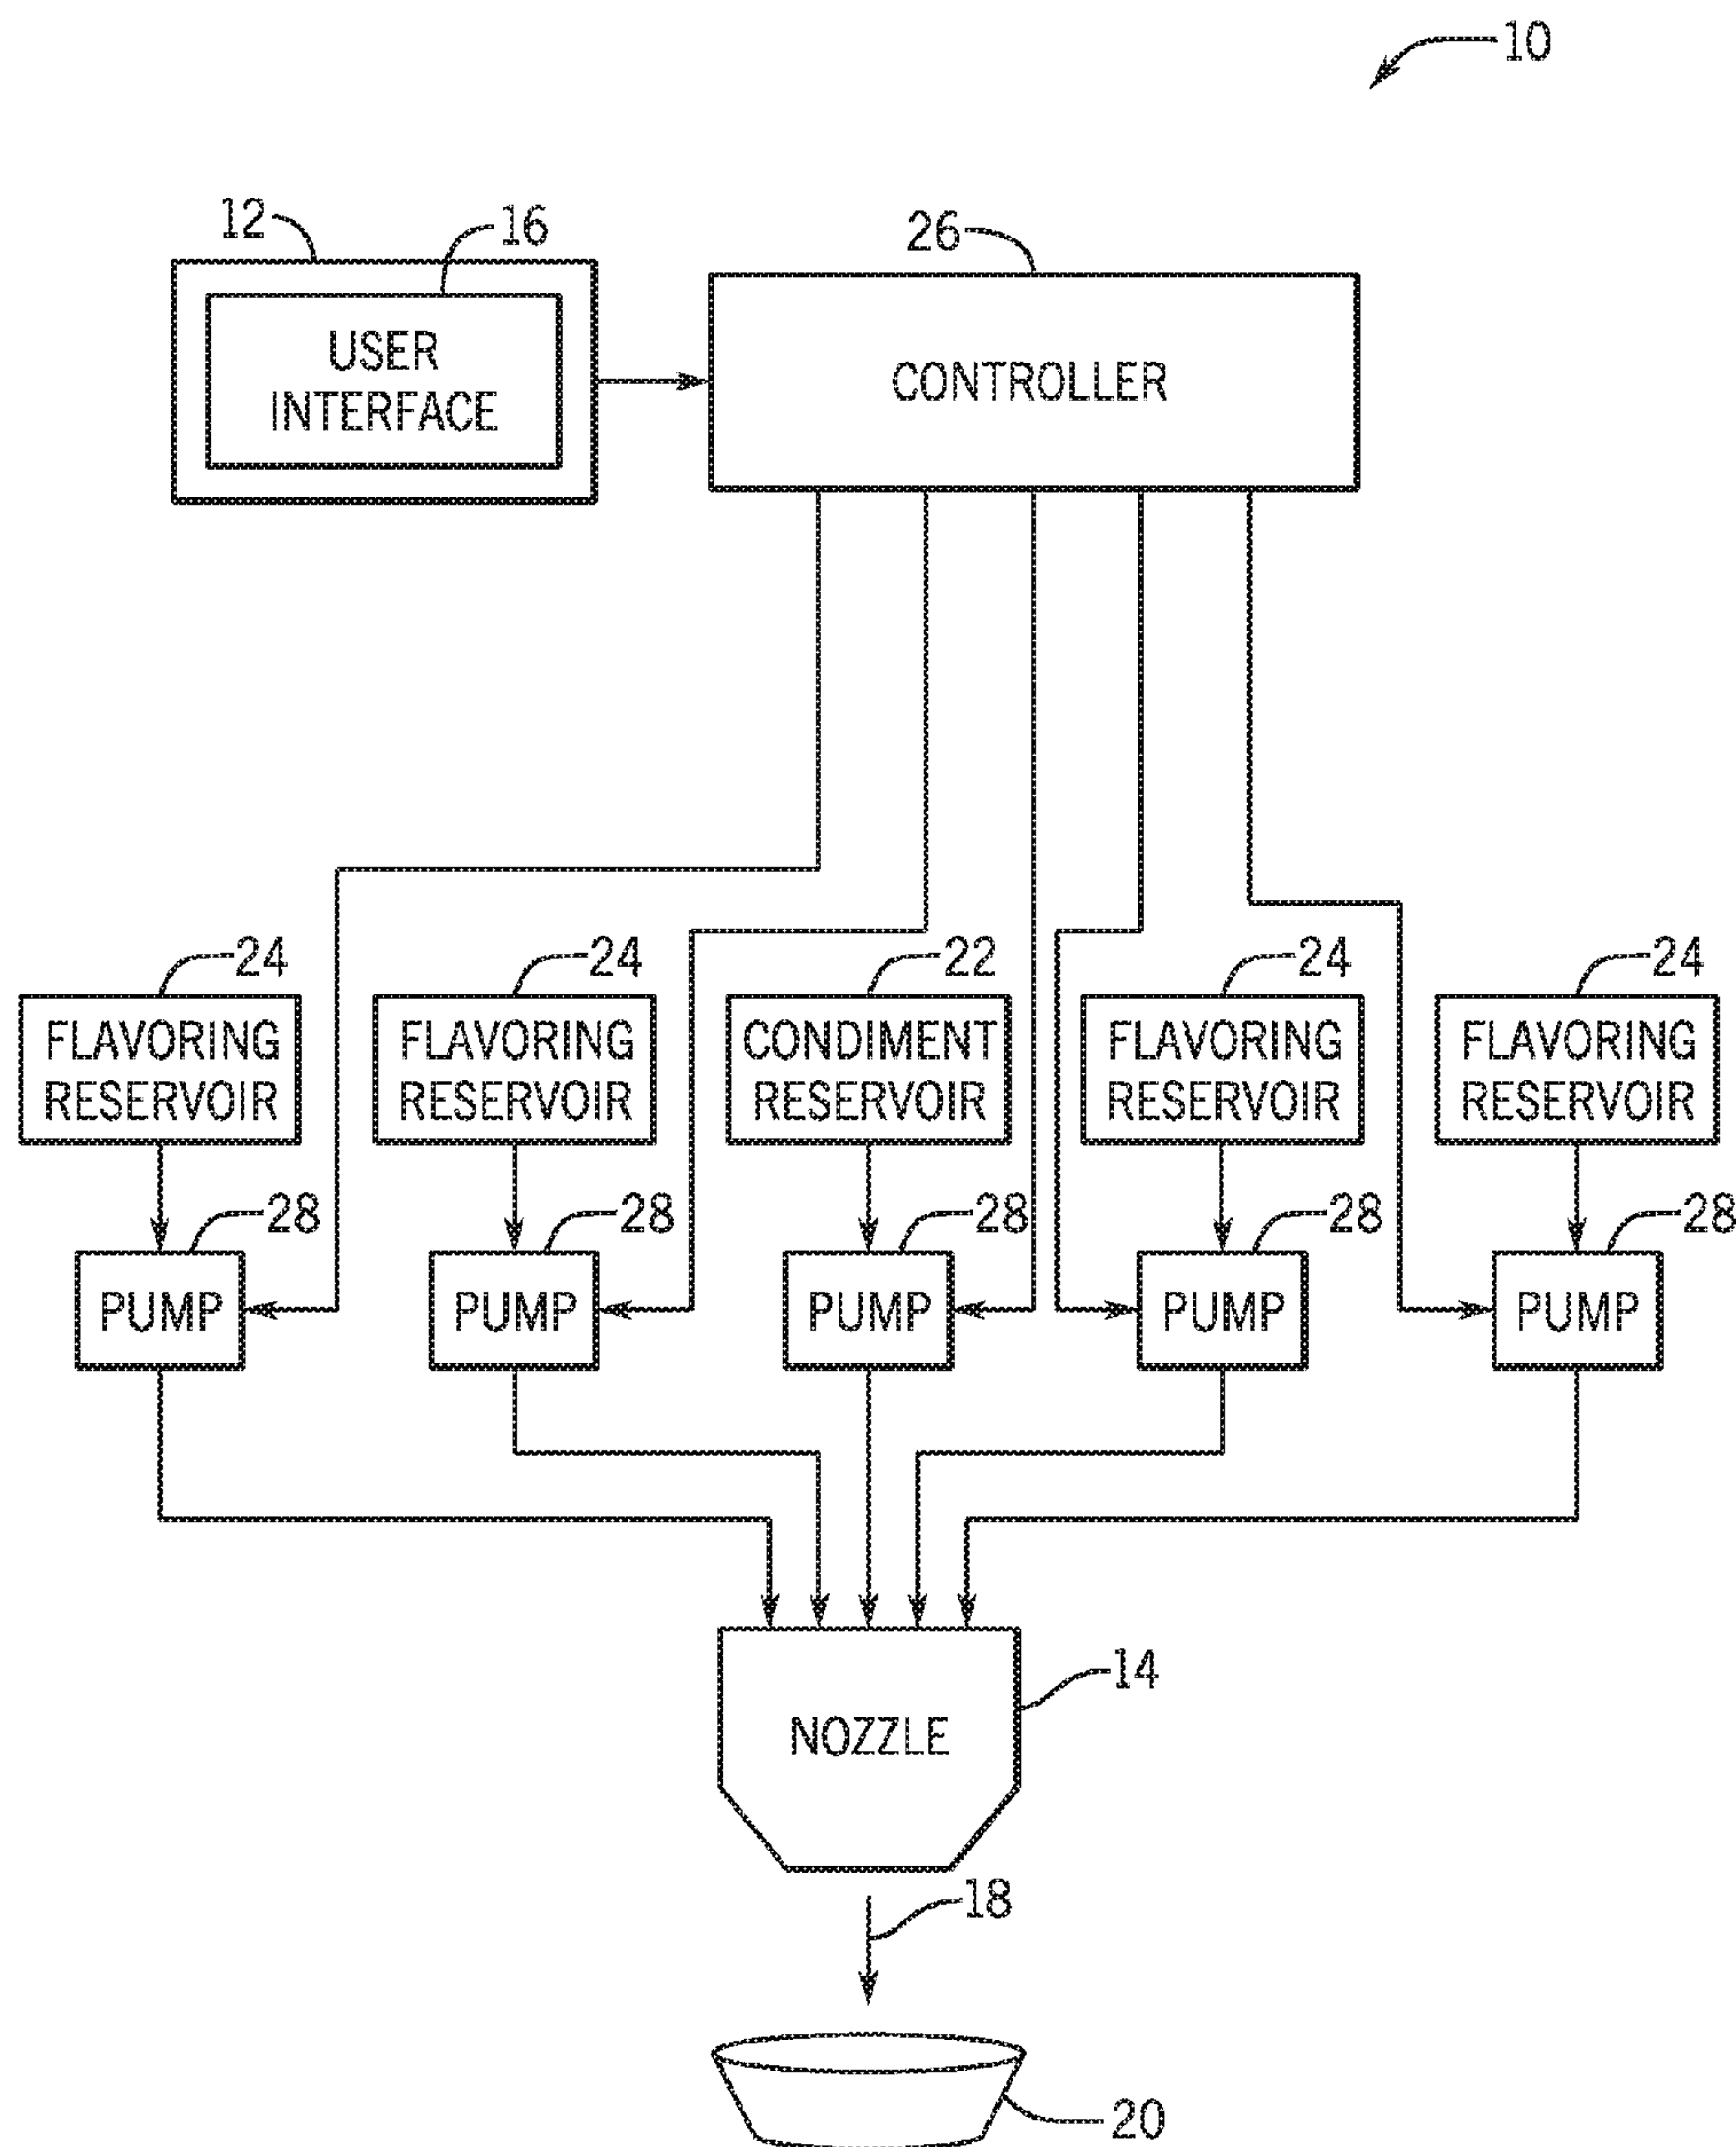 10
12
16
26
USER
INTERFACE
CONTROLLER
24
24
22
24
24
FLAVORING
RESERVOIR
FLAVORING
RESERVOIR
CONDIMENT
RESERVOIR
FLAVORING
RESERVOIR
FLAVORING
RESERVOIR
28
28
28
28
28
PUMP
PUMP
PUMP
PUMP
PUMP
14
NOZZLE
18
20